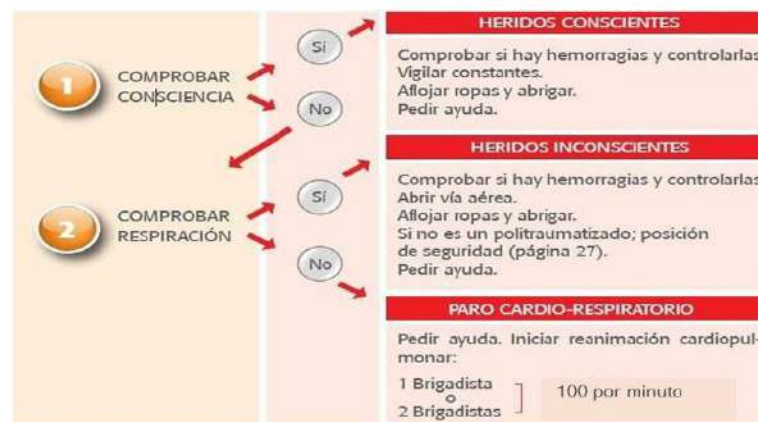 1
COMPROBAR
CONSCIENCIA
Sí
No
HERIDOS CONSCIENTES
Comprobar si hay hemorragias y controlarlas
Vigilar constantes.
Aflojar ropas y abrigar.
Pedir ayuda.
2
COMPROBAR
RESPIRACIÓN
Sí
No
HERIDOS INCONSCIENTES
Comprobar si hay hemorragias y controlarlas
Abrir vía aérea.
Aflojar ropas y abrigar.
Si no es un politraumatizado; posición
de seguridad (página 27).
Pedir ayuda.
PARO CARDIO-RESPIRATORIO
Pedir ayuda. Iniciar reanimación cardiopul-
monar:
1 Brigadista
o
2 Brigadistas
100 por minuto